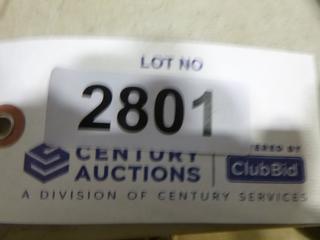 LOT NO
2801
CENTURY
AUCTIONS
ClubBid
A DIVISION OF CENTURY SERVICES